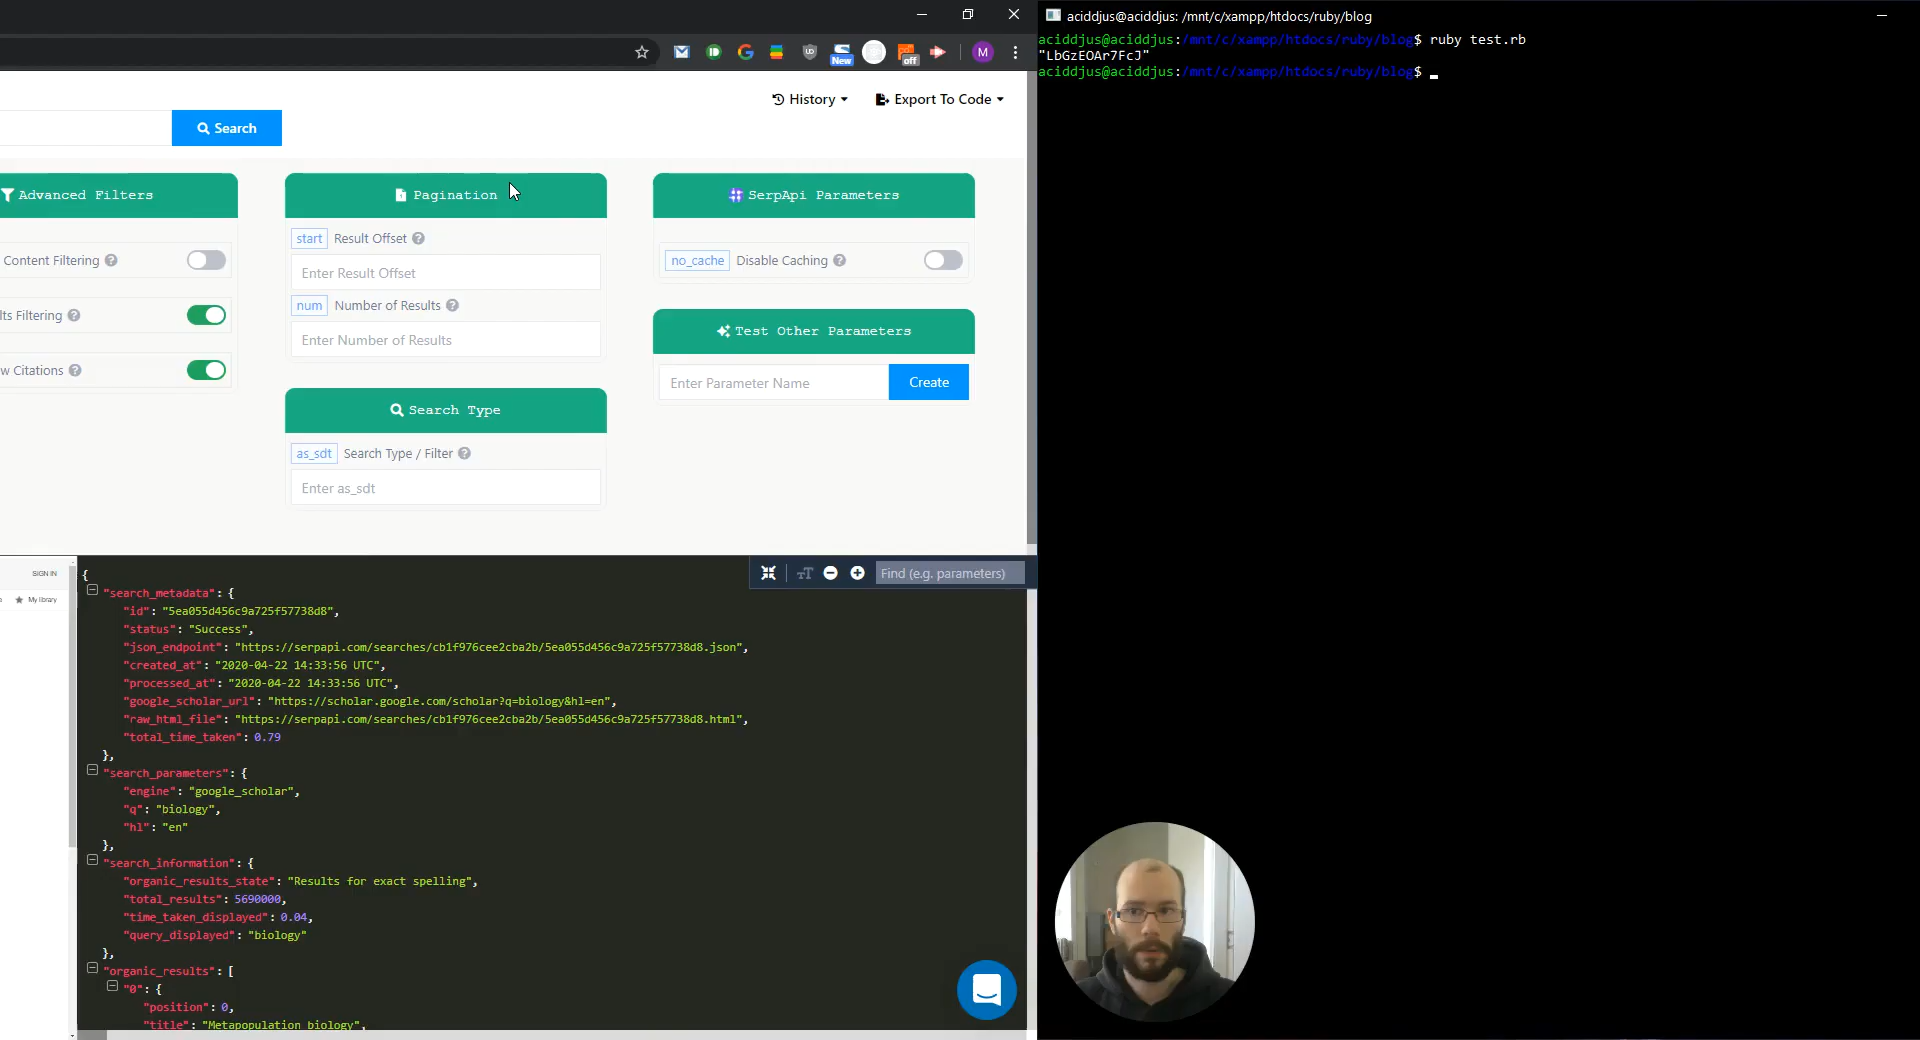 New
off
M
History
Export To Code
Search
Advanced Filters
Content Filtering
lts Filtering
w Citations
Pagination
start Result Offset
Enter Result Offset
num Number of Results
Enter Number of Results
Search Type
as_sdt Search Type / Filter
Enter as_sdt
SerpApi Parameters
no_cache Disable Caching
Test Other Parameters
Enter Parameter Name
Create
SIGN IN
My library
Find (e.g. parameters)
{
"search_metadata": {
"id": "5ea055d456c9a725f57738d8",
"status": "Success",
"json_endpoint": "https://serpapi.com/searches/cb1f976cee2cba2b/5ea055d456c9a725f57738d8.json",
"created_at": "2020-04-22 14:33:56 UTC",
"processed_at": "2020-04-22 14:33:56 UTC",
"google_scholar_url": "https://scholar.google.com/scholar?q=biology&hl=en",
"raw_html_file": "https://serpapi.com/searches/cb1f976cee2cba2b/5ea055d456c9a725f57738d8.html",
"total_time_taken": 0.79
},
"search_parameters": {
"engine": "google_scholar",
"q": "biology",
"hl": "en"
},
"search_information": {
"organic_results_state": "Results for exact spelling",
"total_results": 5690000,
"time_taken_displayed": 0.04,
"query_displayed": "biology"
},
"organic_results": [
"0": {
"position": 0,
"title": "Metapopulation biology",
aciddjus@aciddjus: /mnt/c/xampp/htdocs/ruby/blog
aciddjus@aciddjus:/mnt/c/xampp/htdocs/ruby/blog$ ruby test.rb
"LbGzEOAr7FcJ"
aciddjus@aciddjus:/mnt/c/xampp/htdocs/ruby/blog$